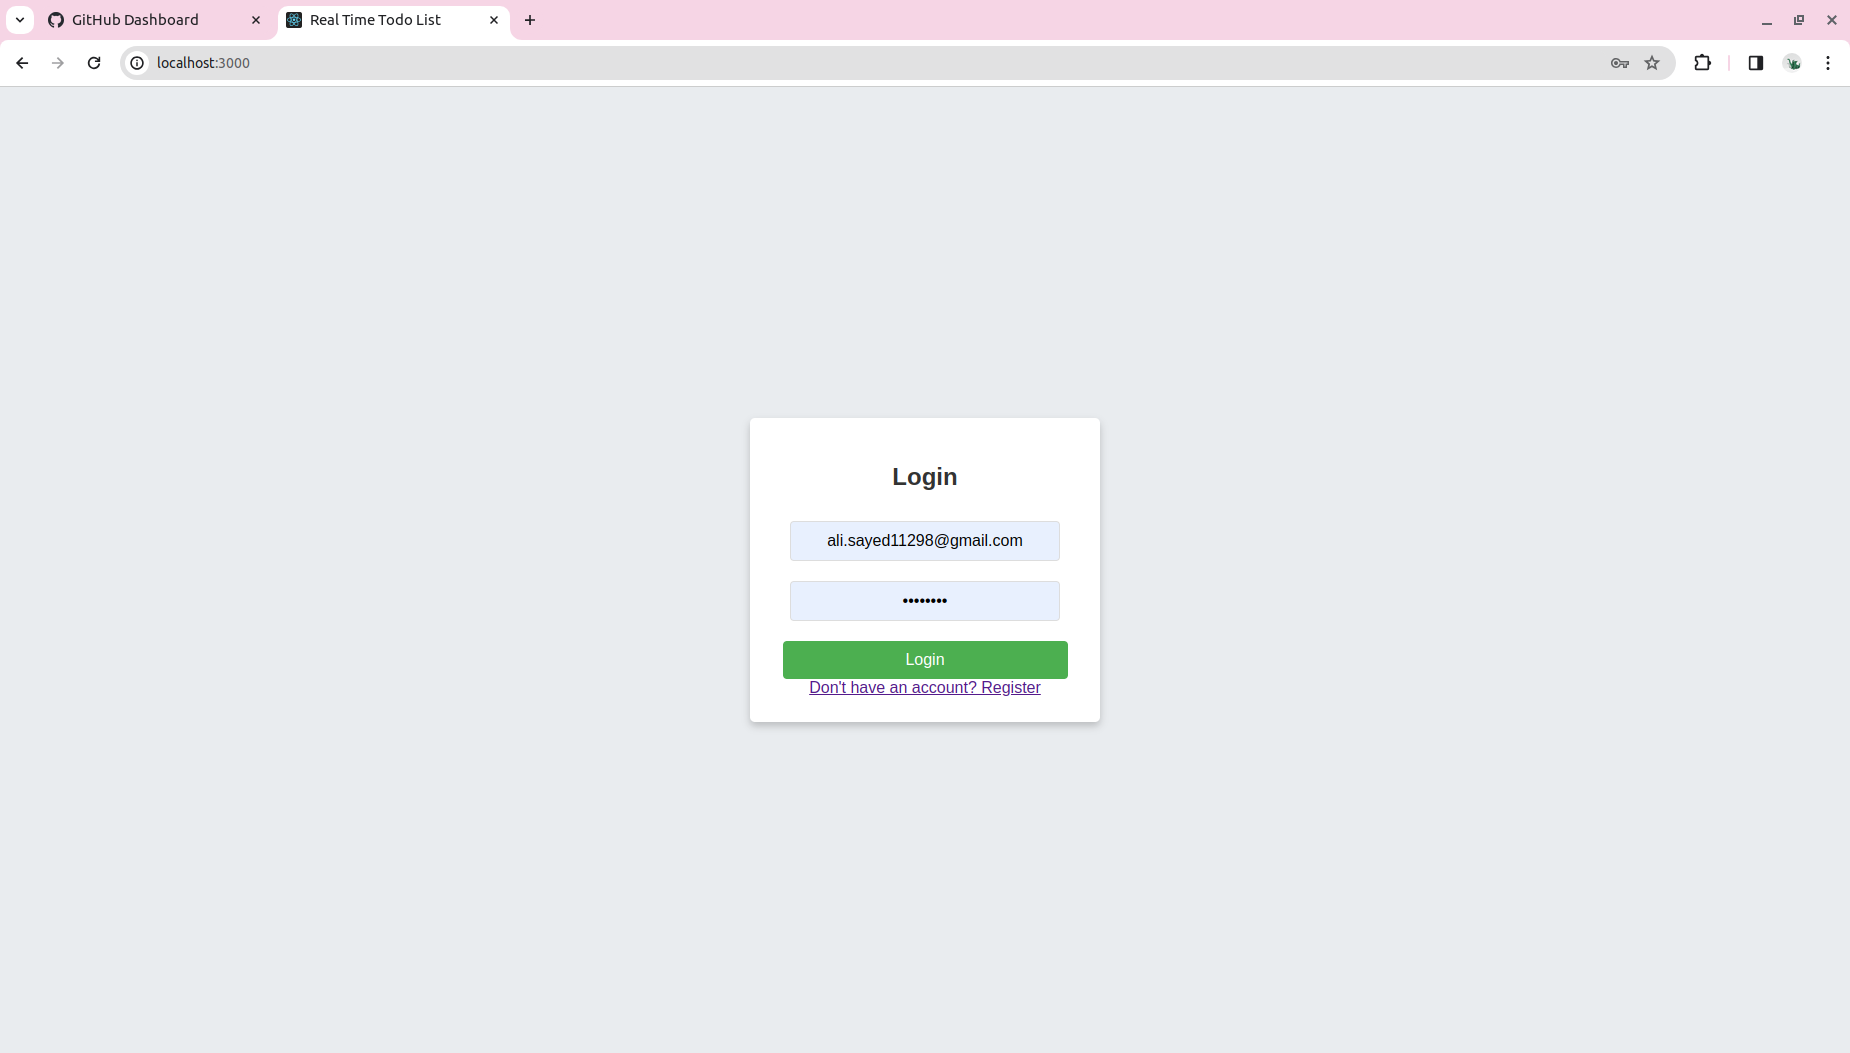 GitHub Dashboard
Real Time Todo List
localhost:3000
Login
ali.sayed11298@gmail.com
••••••••
Login
Don't have an account? Register